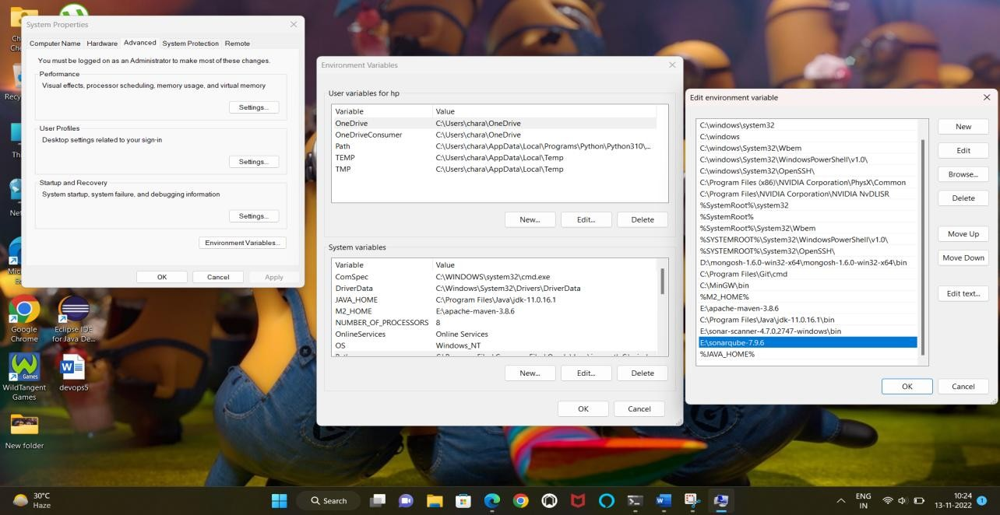 System Properties
Computer Name Hardware Advanced System Protection Remote
You must be logged on as an Administrator to make most of these changes.
Performance
Visual effects, processor scheduling, memory usage, and virtual memory
Settings...
User Profiles
Desktop settings related to your sign-in
Settings...
Startup and Recovery
System startup, system failure, and debugging information
Settings...
Environment Variables...
OK Cancel Apply
Environment Variables
User variables for hp
Variable Value
OneDrive C:\Users\chara\OneDrive
OneDriveConsumer C:\Users\chara\OneDrive
Path C:\Users\chara\AppData\Local\Programs\Python\Python310\...
TEMP C:\Users\chara\AppData\Local\Temp
TMP C:\Users\chara\AppData\Local\Temp
New... Edit... Delete
System variables
Variable Value
ComSpec C:\WINDOWS\system32\cmd.exe
DriverData C:\Windows\System32\Drivers\DriverData
JAVA_HOME C:\Program Files\Java\jdk-11.0.16.1
M2_HOME E:\apache-maven-3.8.6
NUMBER_OF_PROCESSORS 8
OnlineServices Online Services
OS Windows_NT
New... Edit... Delete
OK Cancel
Edit environment variable
C:\windows\system32
C:\windows
C:\windows\System32\Wbem
C:\windows\System32\WindowsPowerShell\v1.0\
C:\windows\System32\OpenSSH\
C:\Program Files (x86)\NVIDIA Corporation\PhysX\Common
C:\Program Files\NVIDIA Corporation\NVIDIA NvDLISR
%SystemRoot%\system32
%SystemRoot%
%SystemRoot%\System32\Wbem
%SYSTEMROOT%\System32\WindowsPowerShell\v1.0\
%SYSTEMROOT%\System32\OpenSSH\
D:\mongosh-1.6.0-win32-x64\mongosh-1.6.0-win32-x64\bin
C:\Program Files\Git\cmd
C:\MinGW\bin
%M2_HOME%
E:\apache-maven-3.8.6
C:\Program Files\Java\jdk-11.0.16.1\bin
E:\sonar-scanner-4.7.0.2747-windows\bin
E:\sonarqube-7.9.6
%JAVA_HOME%
New
Edit
Browse...
Delete
Move Up
Move Down
Edit text...
OK Cancel
Google
Chrome
Eclipse IDE
for Java De...
WildTangent
Games
devops5
New folder
30°C
Haze
Search
ENG
IN
10:24
13-11-2022
1